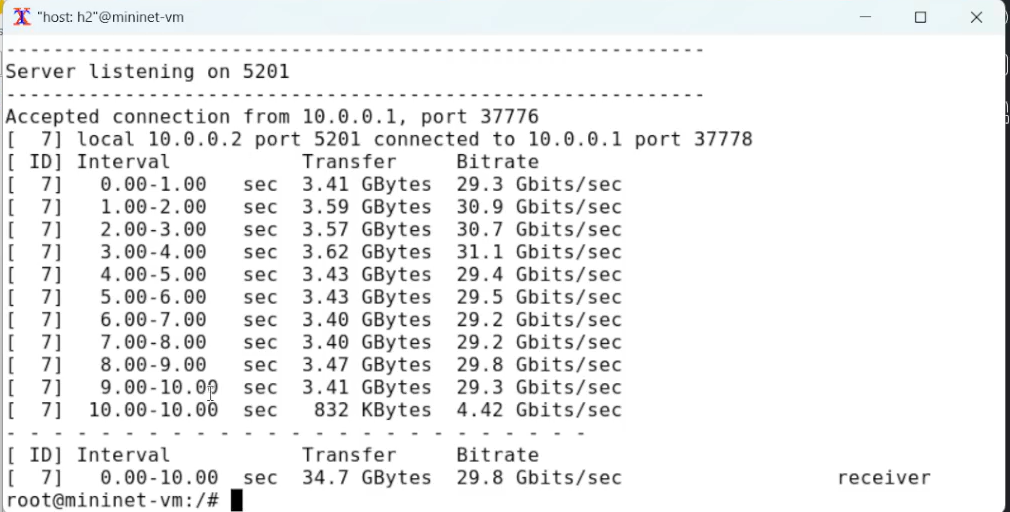 "host: h2"@mininet-vm
-----------------------------------------------------------
Server listening on 5201
-----------------------------------------------------------
Accepted connection from 10.0.0.1, port 37776
[  7] local 10.0.0.2 port 5201 connected to 10.0.0.1 port 37778
[ ID] Interval           Transfer     Bitrate
[  7]   0.00-1.00   sec  3.41 GBytes  29.3 Gbits/sec
[  7]   1.00-2.00   sec  3.59 GBytes  30.9 Gbits/sec
[  7]   2.00-3.00   sec  3.57 GBytes  30.7 Gbits/sec
[  7]   3.00-4.00   sec  3.62 GBytes  31.1 Gbits/sec
[  7]   4.00-5.00   sec  3.43 GBytes  29.4 Gbits/sec
[  7]   5.00-6.00   sec  3.43 GBytes  29.5 Gbits/sec
[  7]   6.00-7.00   sec  3.40 GBytes  29.2 Gbits/sec
[  7]   7.00-8.00   sec  3.40 GBytes  29.2 Gbits/sec
[  7]   8.00-9.00   sec  3.47 GBytes  29.8 Gbits/sec
[  7]   9.00-10.00  sec  3.41 GBytes  29.3 Gbits/sec
[  7]  10.00-10.00  sec   832 KBytes  4.42 Gbits/sec
- - - - - - - - - - - - - - - - - - - - - - - - -
[ ID] Interval           Transfer     Bitrate
[  7]   0.00-10.00  sec  34.7 GBytes  29.8 Gbits/sec                  receiver
root@mininet-vm:/#